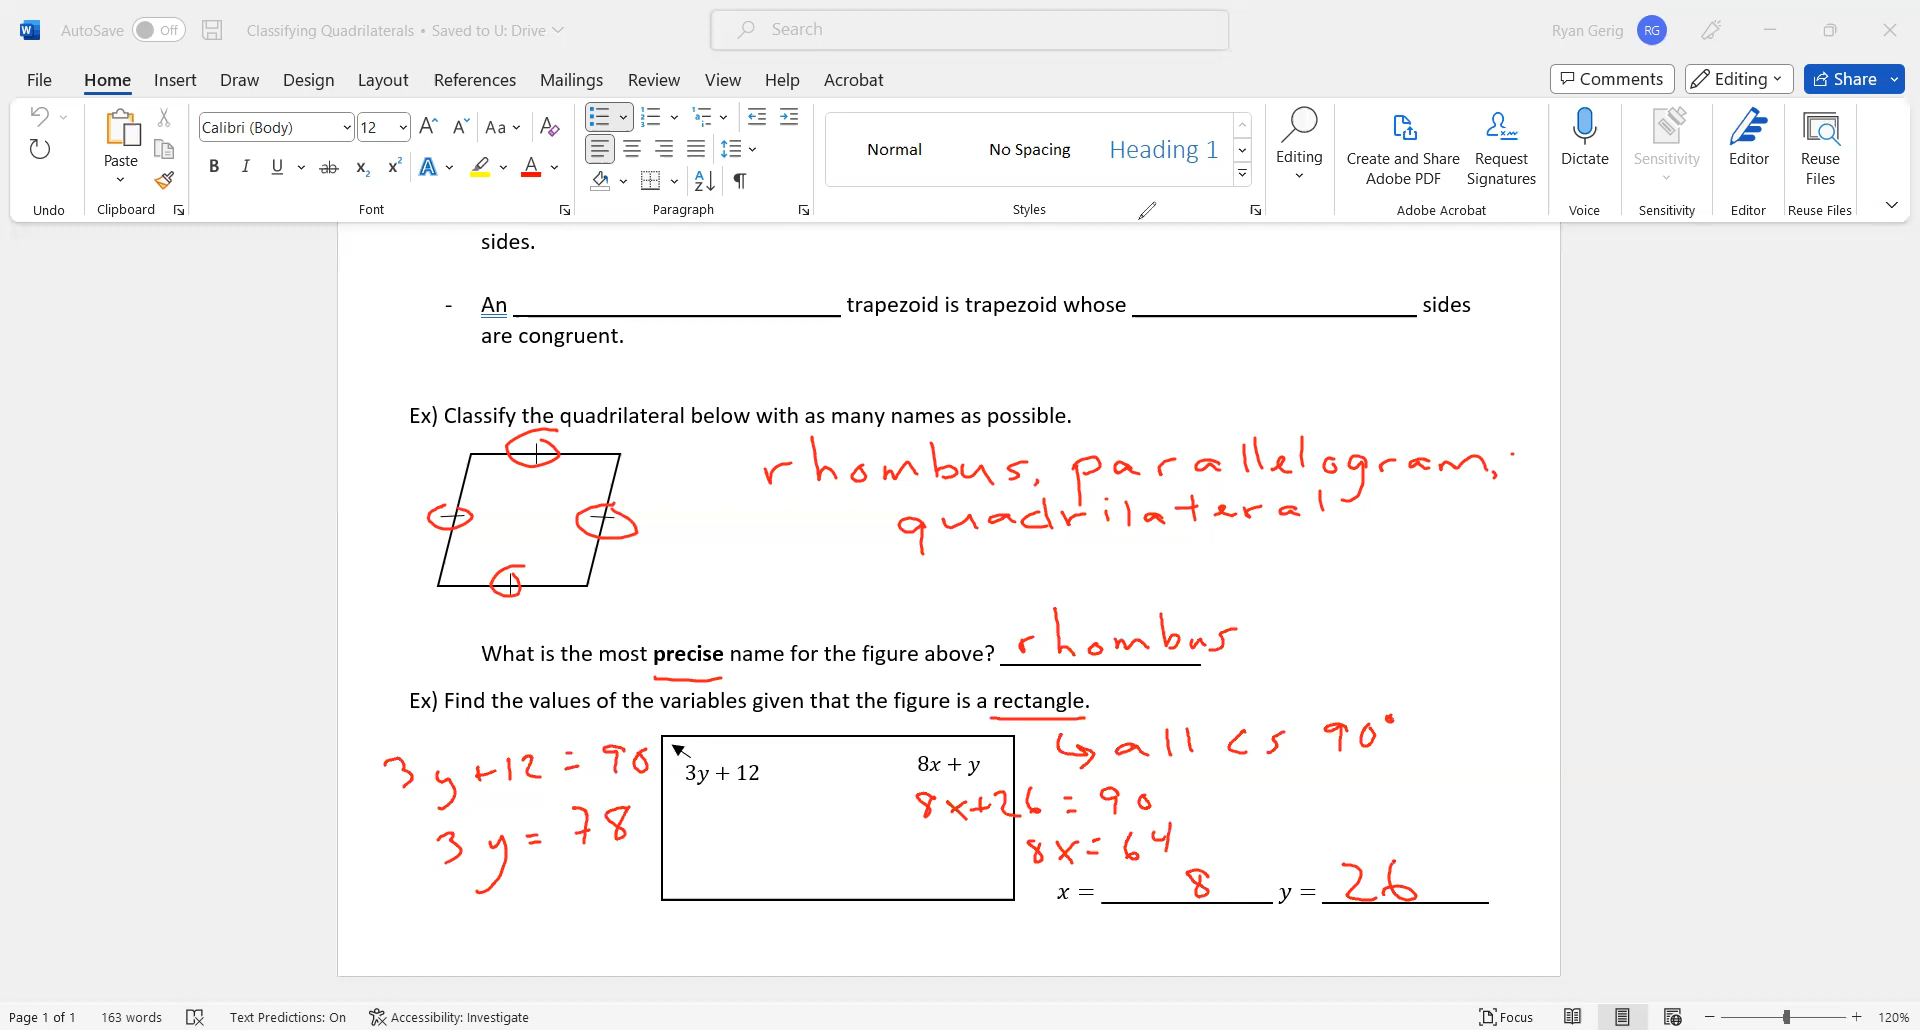 AutoSave Off Classifying Quadrilaterals • Saved to U: Drive Search Ryan Gerig RG
File Home Insert Draw Design Layout References Mailings Review View Help Acrobat Comments Editing Share
Calibri (Body) 12 A A Aa A Normal No Spacing Heading 1
Paste B I U ab x₂ x² A A Editing Create and Share Adobe PDF Request Signatures Dictate Sensitivity Editor Reuse Files
Undo Clipboard Font Paragraph Styles Adobe Acrobat Voice Sensitivity Editor Reuse Files
sides.
- An ____________ trapezoid is trapezoid whose ____________ sides
are congruent.
Ex) Classify the quadrilateral below with as many names as possible.
rhombus, parallelogram,
quadrilateral
What is the most precise name for the figure above? rhombus
Ex) Find the values of the variables given that the figure is a rectangle.
all <s 90°
3y+12 = 90
3y + 12
8x + y
8x+26 = 90
3y = 78
8x = 64
x = 8 y = 26
Page 1 of 1 163 words Text Predictions: On Accessibility: Investigate Focus 120%